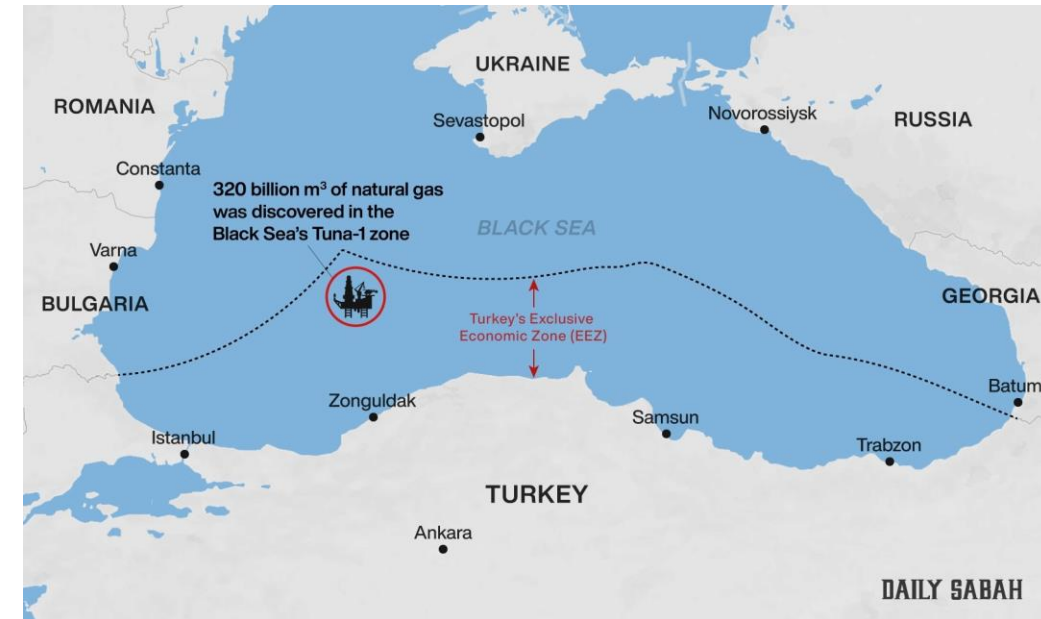 UKRAINE
ROMANIA
Sevastopol
Novorossiysk
RUSSIA
Constanta
320 billion m³ of natural gas
was discovered in the
Black Sea's Tuna-1 zone
BLACK SEA
Varna
BULGARIA
GEORGIA
Turkey's Exclusive
Economic Zone (EEZ)
Batum
Zonguldak
Samsun
Istanbul
Trabzon
TURKEY
Ankara
DAILY SABAH